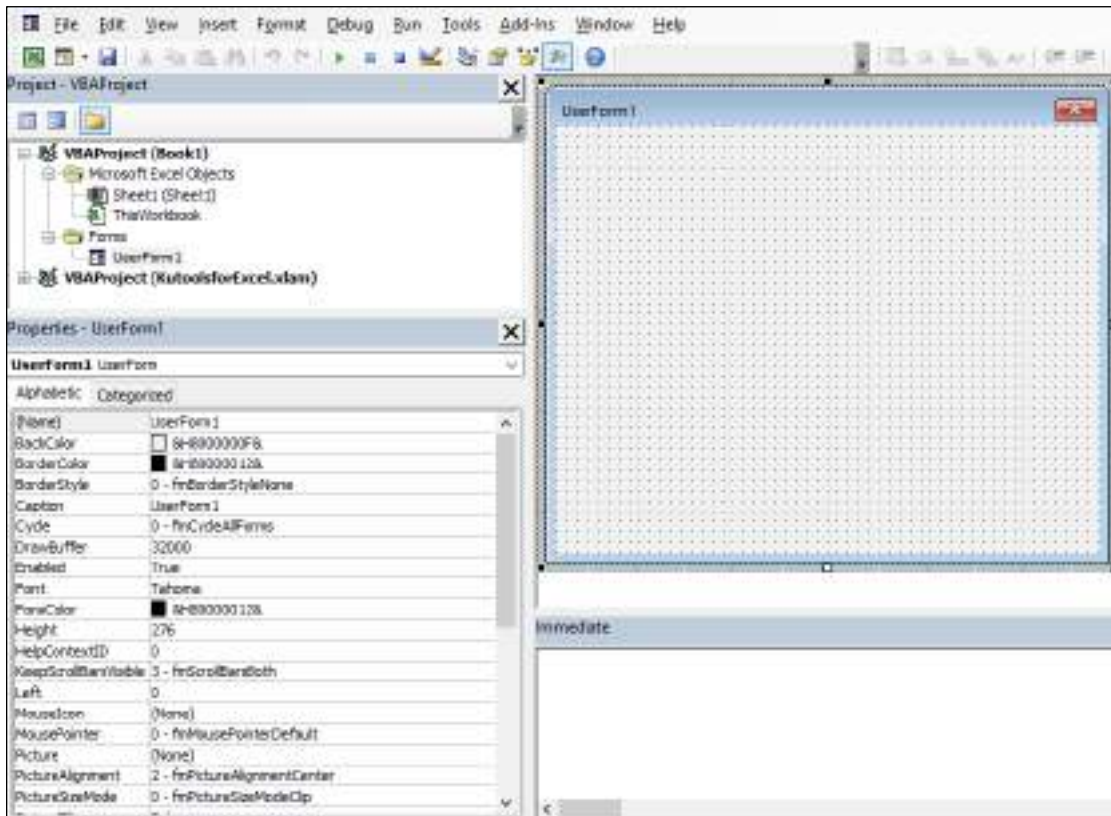 File Edit View Insert Format Debug Run Tools Add-Ins Window Help
Project - VBAProject
VBAProject (Book1)
Microsoft Excel Objects
Sheet1 (Sheet1)
ThisWorkbook
Forms
UserForm1
VBAProject (KutoolsforExcel.xlam)
Properties - UserForm1
UserForm1 UserForm
Alphabetic Categorized
(Name) UserForm1
BackColor &H8000000F&
BorderColor &H80000012&
BorderStyle 0 - fmBorderStyleNone
Caption UserForm1
Cycle 0 - fmCycleAllForms
DrawBuffer 32000
Enabled True
Font Tahoma
ForeColor &H80000012&
Height 276
HelpContextID 0
KeepScrollBarsVisible 3 - fmScrollBarsBoth
Left 0
MouseIcon (None)
MousePointer 0 - fmMousePointerDefault
Picture (None)
PictureAlignment 2 - fmPictureAlignmentCenter
PictureSizeMode 0 - fmPictureSizeModeClip
UserForm1
Immediate